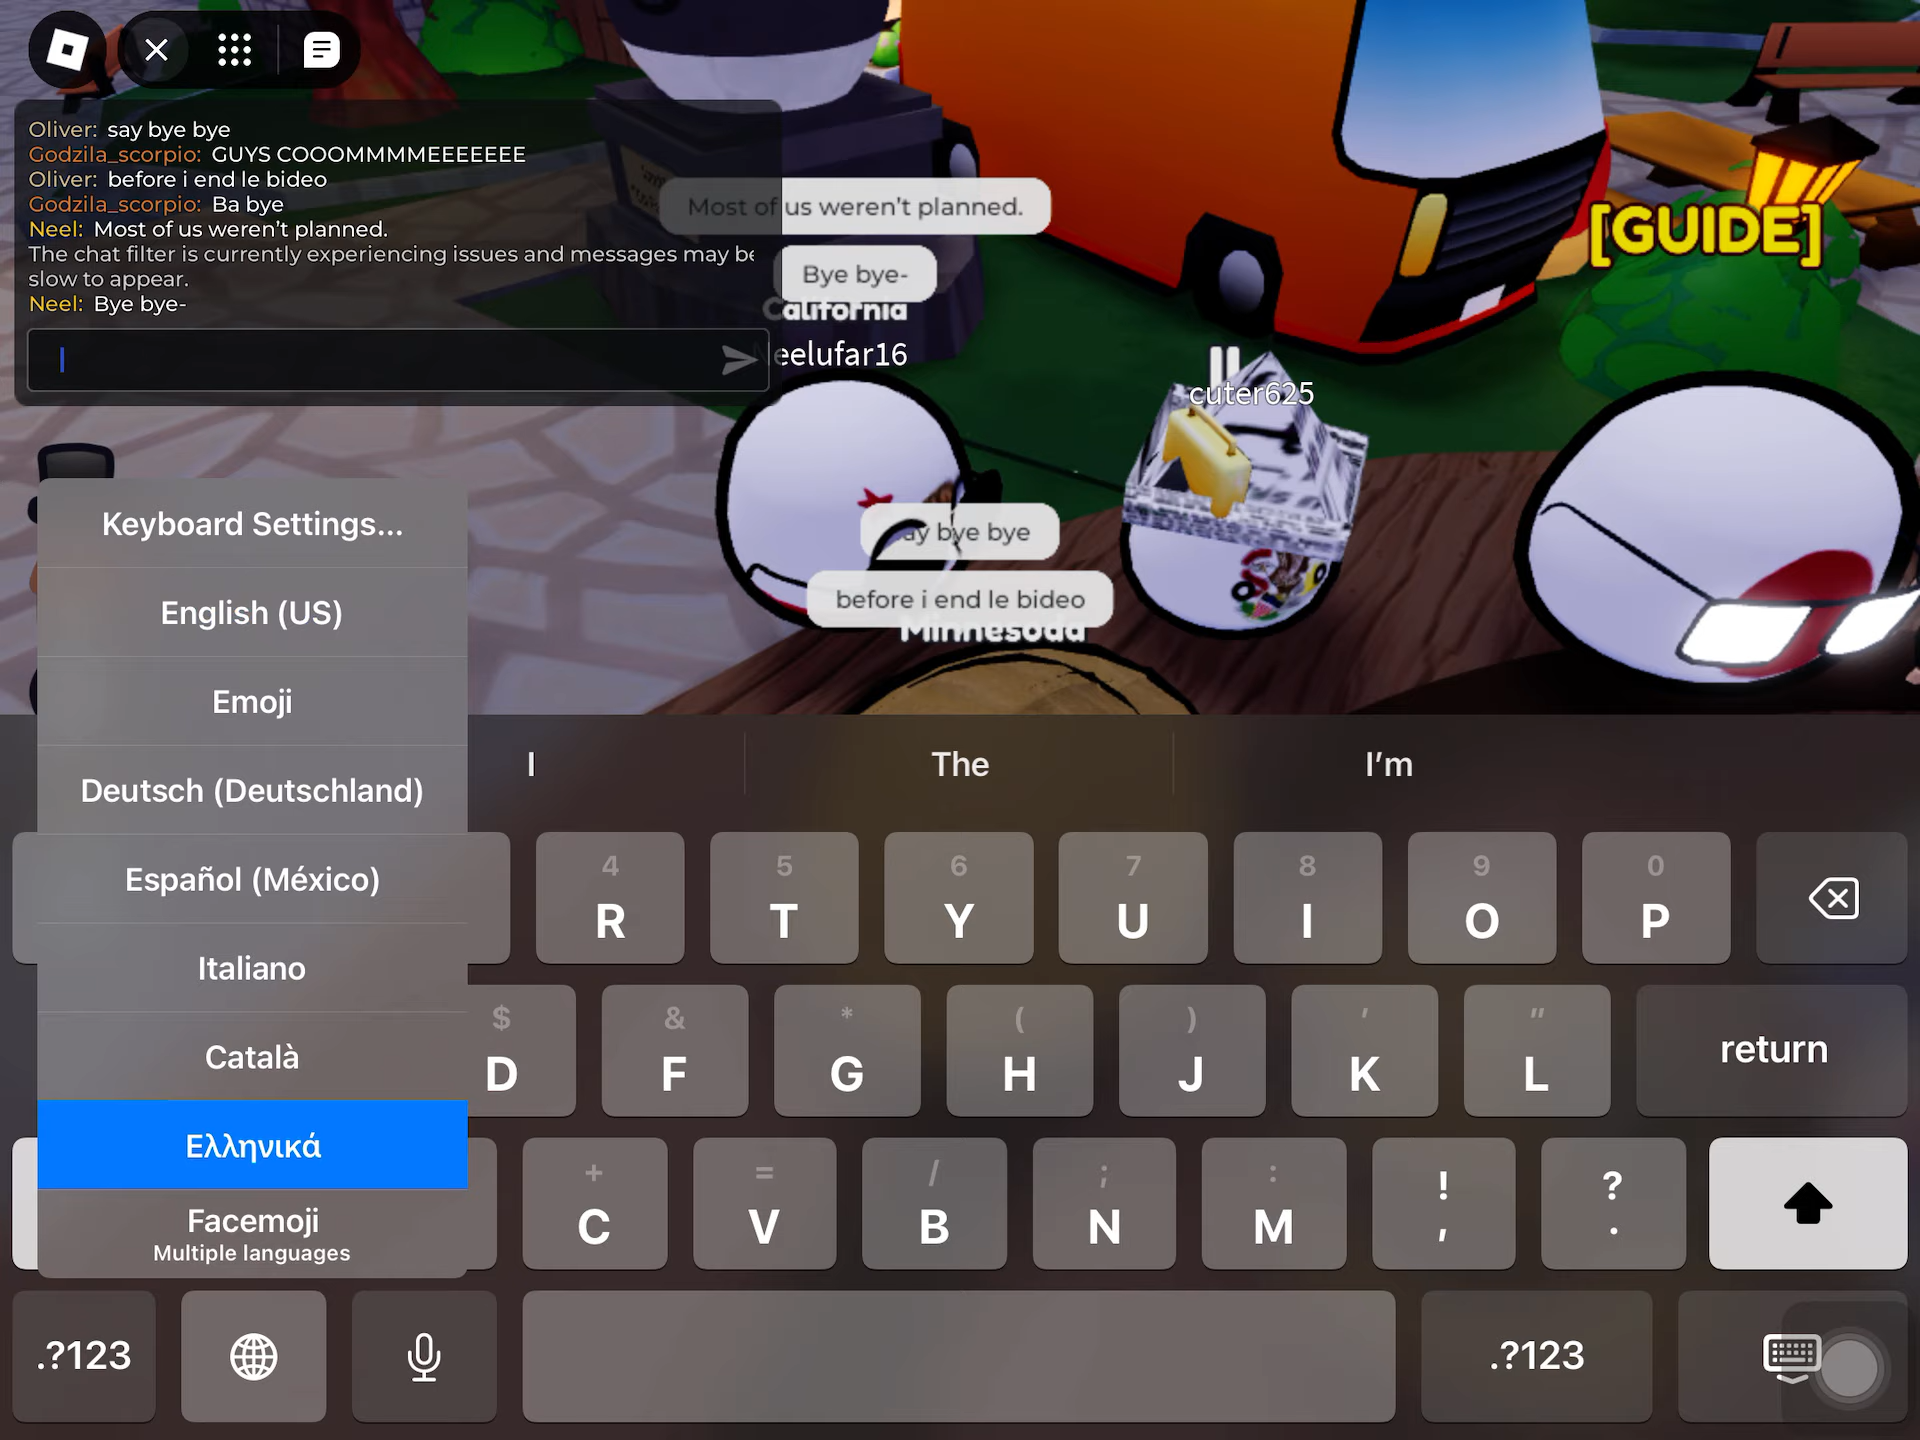 Oliver: say bye bye
Godzila_scorpio: GUYS COOOMMMMEEEEEEE
Oliver: before i end le bideo
Godzila_scorpio: Ba bye
Neel: Most of us weren't planned.
The chat filter is currently experiencing issues and messages may be
slow to appear.
Neel: Bye bye-
Most of us weren't planned.
Bye bye-
California
eelufar16
cuter625
[GUIDE]
ay bye bye
before i end le bideo
Minnesoda
Keyboard Settings...
English (US)
Emoji
Deutsch (Deutschland)
Español (México)
Italiano
Català
Ελληνικά
Facemoji
Multiple languages
I The I'm
4 5 6 7 8 9 0
R T Y U I O P
$ & * ( ) ' "
D F G H J K L return
+ = / ; : ! ?
C V B N M , .
.?123 .?123